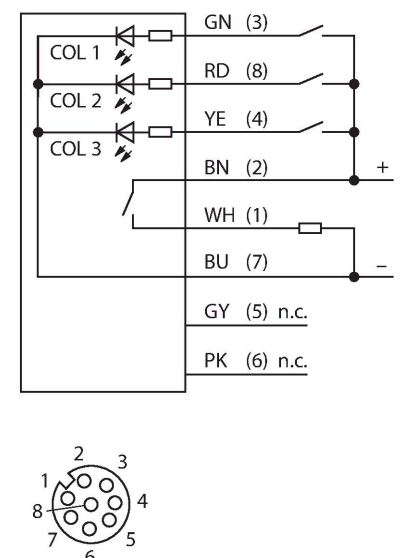 GN (3)
COL 1
RD (8)
COL 2
YE (4)
COL 3
BN (2)
+
WH (1)
BU (7)
–
GY (5) n.c.
PK (6) n.c.
2
3
1
4
8
7
5
6